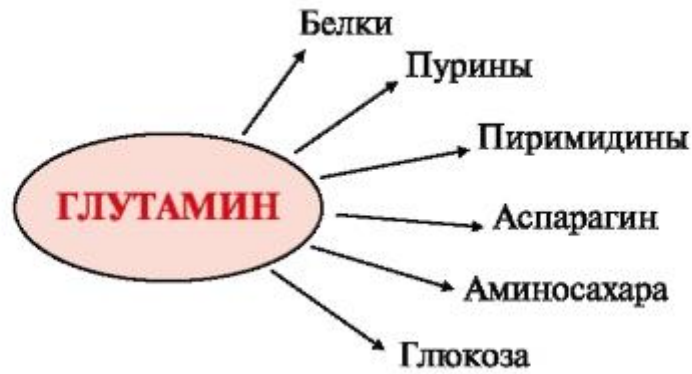 Белки
Пурины
Пиримидины
ГЛУТАМИН
Аспарагин
Аминосахара
Глюкоза